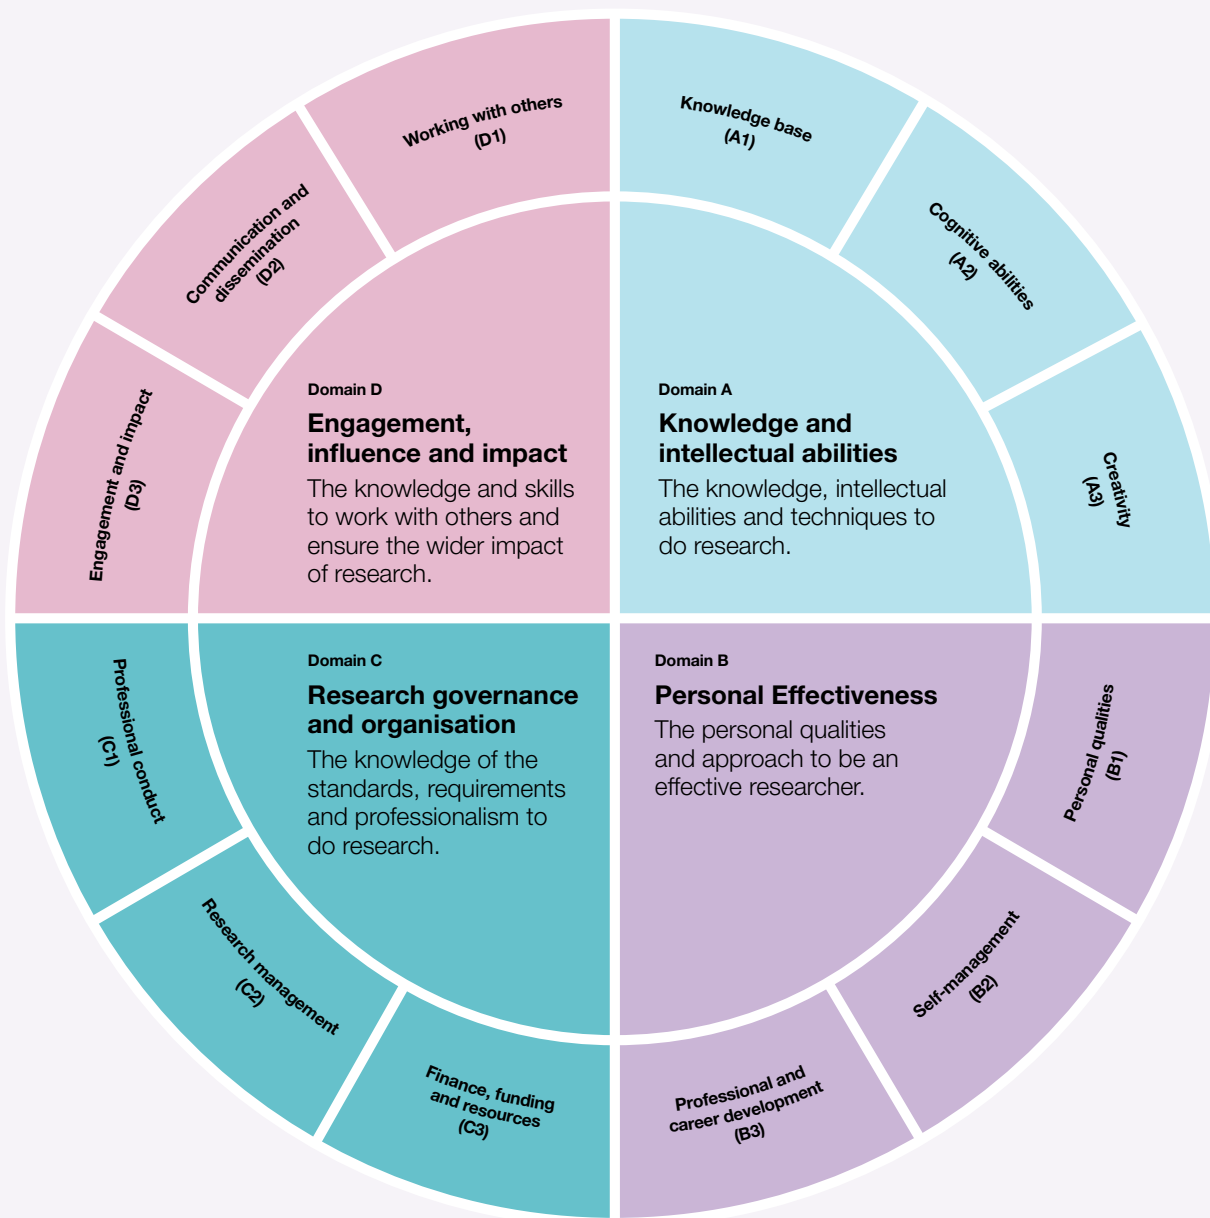 Working with others
(D1)
Knowledge base
(A1)
Communication and
dissemination
(D2)
Cognitive abilities
(A2)
Engagement and impact
(D3)
Creativity
(A3)
Domain D
Engagement,
influence and impact
The knowledge and skills
to work with others and
ensure the wider impact
of research.
Domain A
Knowledge and
intellectual abilities
The knowledge, intellectual
abilities and techniques to
do research.
Domain C
Research governance
and organisation
The knowledge of the
standards, requirements
and professionalism to
do research.
Domain B
Personal Effectiveness
The personal qualities
and approach to be an
effective researcher.
Professional conduct
(C1)
Personal qualities
(B1)
Research management
(C2)
Self-management
(B2)
Finance, funding
and resources
(C3)
Professional and
career development
(B3)